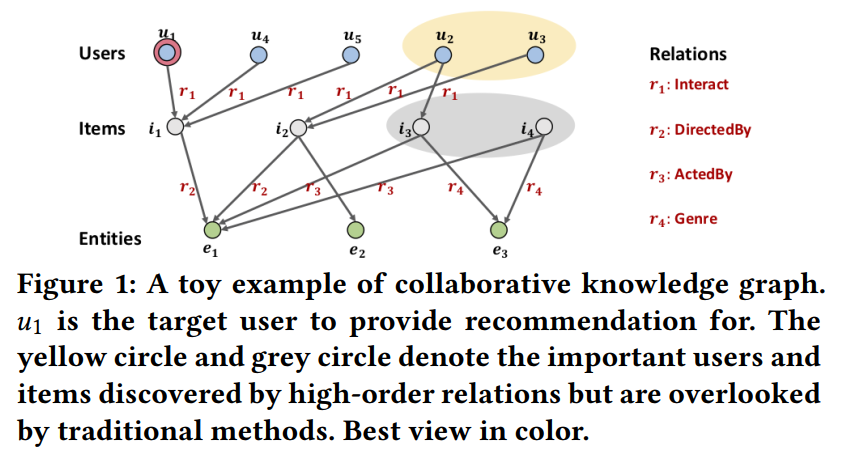 u1 u4 u5 u2 u3
Users
Relations
r1 r1 r1 r1 r1 r1
r1: Interact
Items i1 i2 i3 i4
r2: DirectedBy
r2 r2 r3 r3 r4 r4
r3: ActedBy
r4: Genre
Entities
e1 e2 e3
Figure 1: A toy example of collaborative knowledge graph.
u1 is the target user to provide recommendation for. The
yellow circle and grey circle denote the important users and
items discovered by high-order relations but are overlooked
by traditional methods. Best view in color.